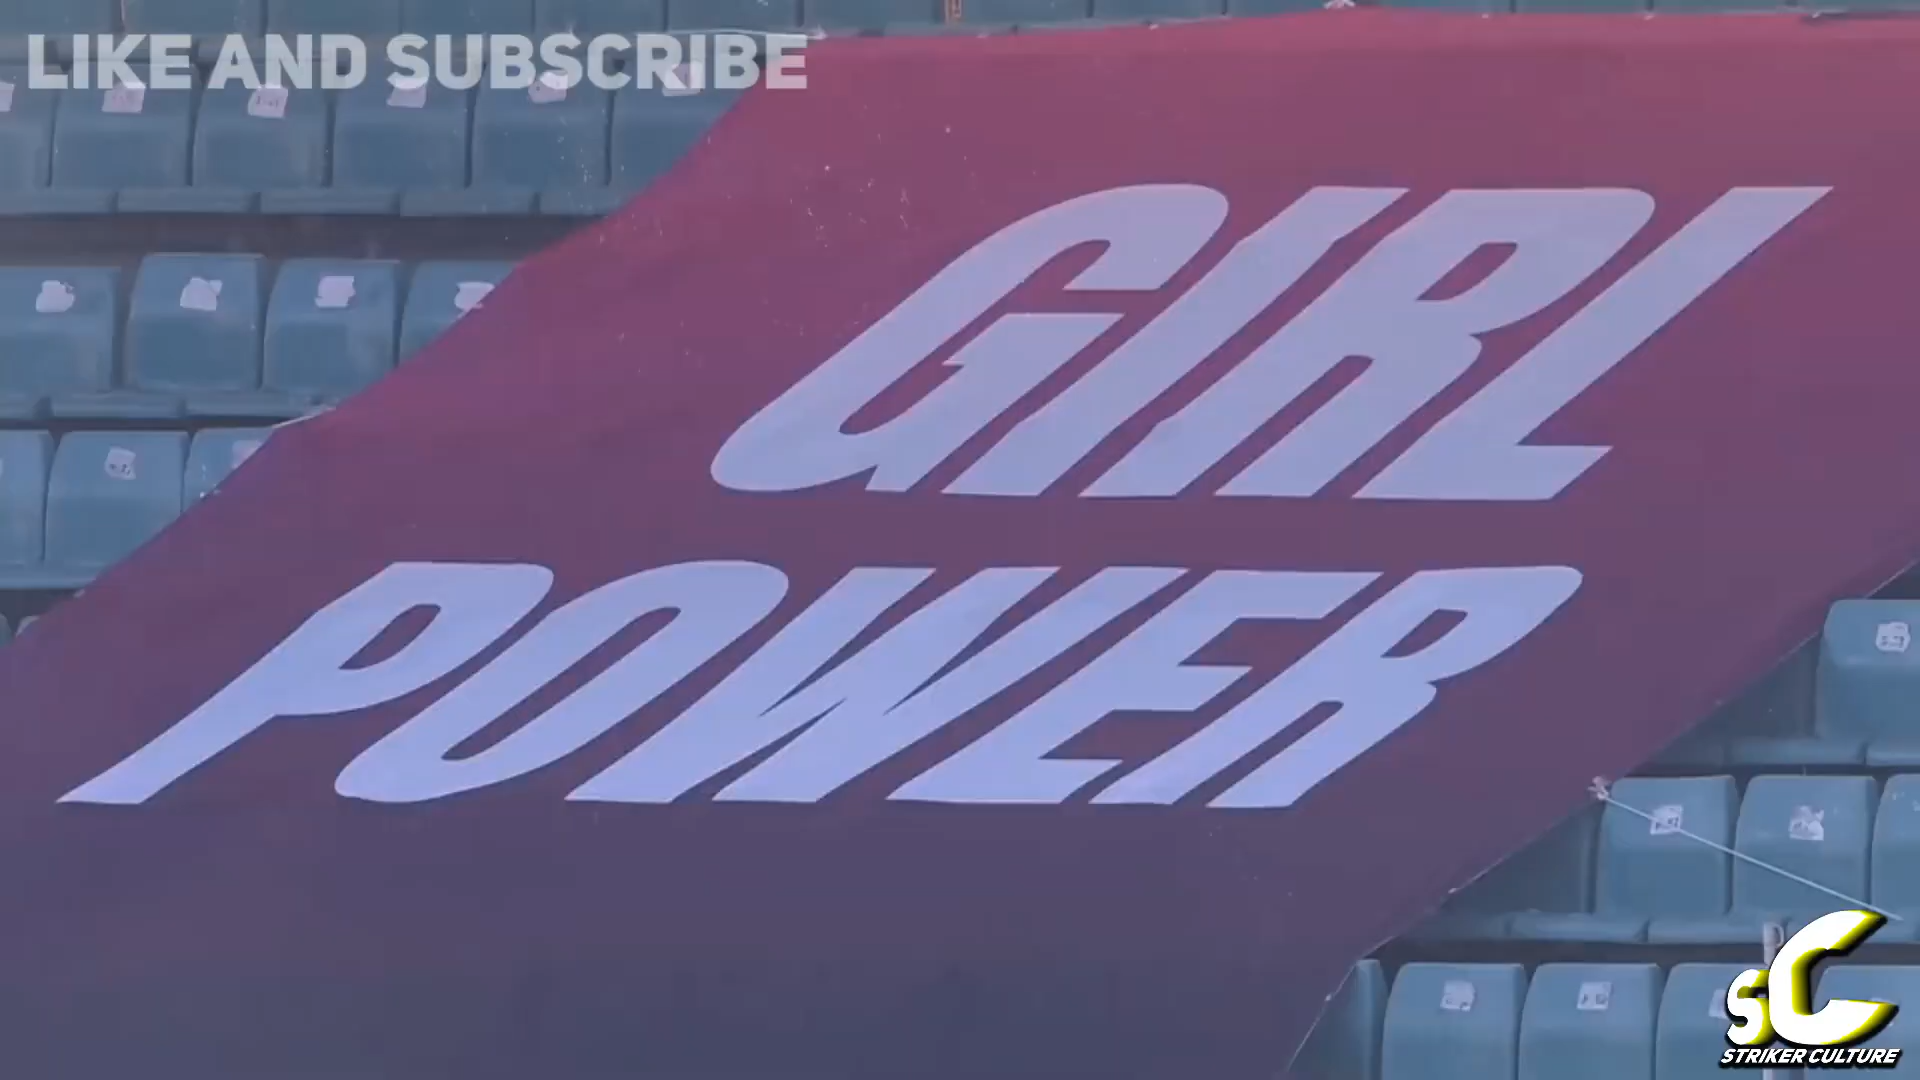 LIKE AND SUBSCRIBE
GIRL
POWER
SC
STRIKER CULTURE